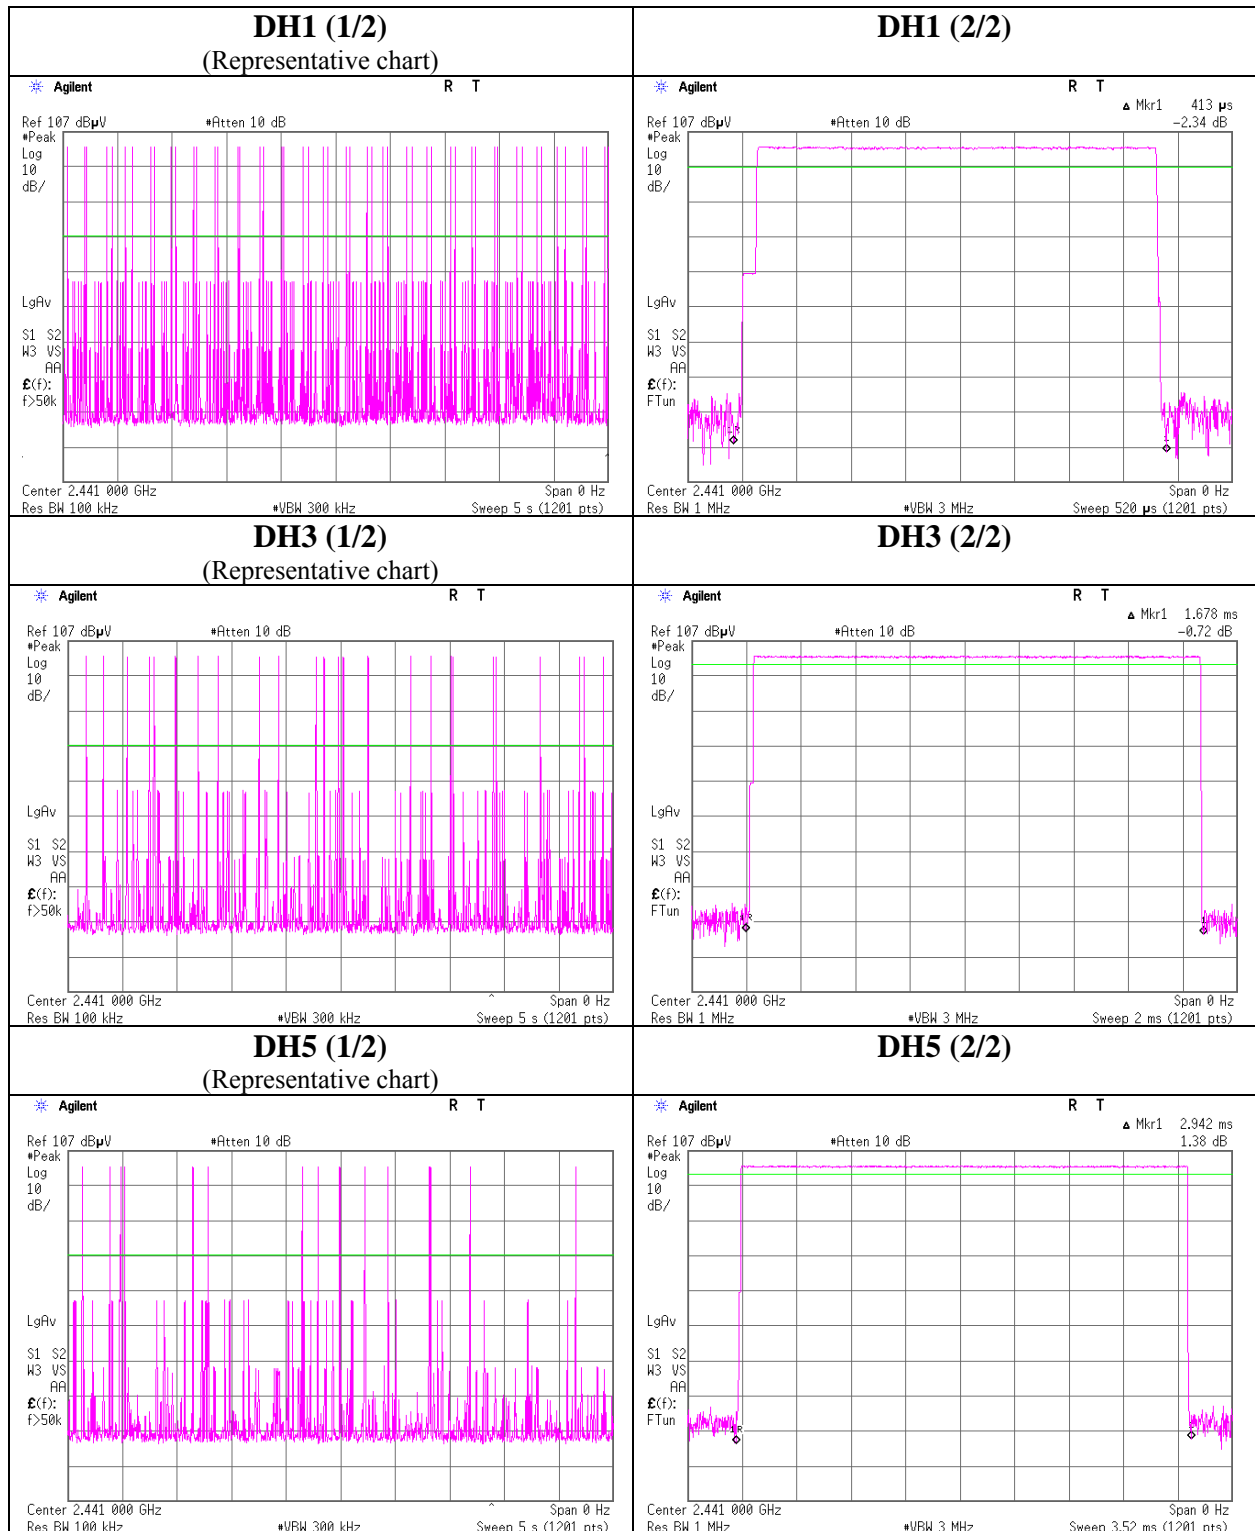 DH1 (1/2)
(Representative chart)
DH1 (2/2)
Agilent R T
Ref 107 dBµV #Atten 10 dB
#Peak
Log
10
dB/
LgAv
S1 S2
W3 VS
AA
£(f):
f>50k
Center 2.441 000 GHz Span 0 Hz
Res BW 100 kHz #VBW 300 kHz Sweep 5 s (1201 pts)
Agilent R T
Δ Mkr1 413 µs
Ref 107 dBµV #Atten 10 dB -2.34 dB
#Peak
Log
10
dB/
LgAv
S1 S2
W3 VS
AA
£(f):
FTun
Center 2.441 000 GHz Span 0 Hz
Res BW 1 MHz #VBW 3 MHz Sweep 520 µs (1201 pts)
DH3 (1/2)
(Representative chart)
DH3 (2/2)
Agilent R T
Ref 107 dBµV #Atten 10 dB
#Peak
Log
10
dB/
LgAv
S1 S2
W3 VS
AA
£(f):
f>50k
Center 2.441 000 GHz Span 0 Hz
Res BW 100 kHz #VBW 300 kHz Sweep 5 s (1201 pts)
Agilent R T
Δ Mkr1 1.678 ms
Ref 107 dBµV #Atten 10 dB -0.72 dB
#Peak
Log
10
dB/
LgAv
S1 S2
W3 VS
AA
£(f):
FTun
Center 2.441 000 GHz Span 0 Hz
Res BW 1 MHz #VBW 3 MHz Sweep 2 ms (1201 pts)
DH5 (1/2)
(Representative chart)
DH5 (2/2)
Agilent R T
Ref 107 dBµV #Atten 10 dB
#Peak
Log
10
dB/
LgAv
S1 S2
W3 VS
AA
£(f):
f>50k
Center 2.441 000 GHz Span 0 Hz
Res BW 100 kHz #VBW 300 kHz Sweep 5 s (1201 pts)
Agilent R T
Δ Mkr1 2.942 ms
Ref 107 dBµV #Atten 10 dB 1.38 dB
#Peak
Log
10
dB/
LgAv
S1 S2
W3 VS
AA
£(f):
FTun
Center 2.441 000 GHz Span 0 Hz
Res BW 1 MHz #VBW 3 MHz Sweep 3.52 ms (1201 pts)